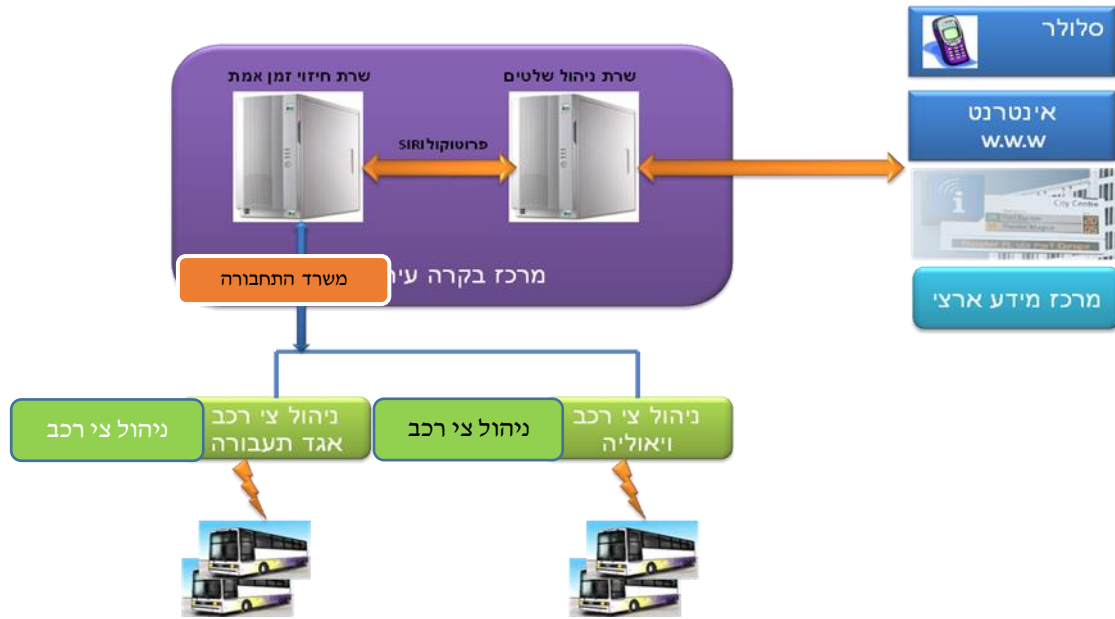 סלולר
שרת חיזוי זמן אמת
שרת ניהול שלטים
אינטרנט
w.w.w
פרוטוקול SIRI
i
City Centre
מרכז בקרה
משרד התחבורה
מרכז מידע ארצי
ניהול צי רכב
ויאוליה
ניהול צי רכב
ניהול צי רכב
אגד תעבורה
ניהול צי רכב